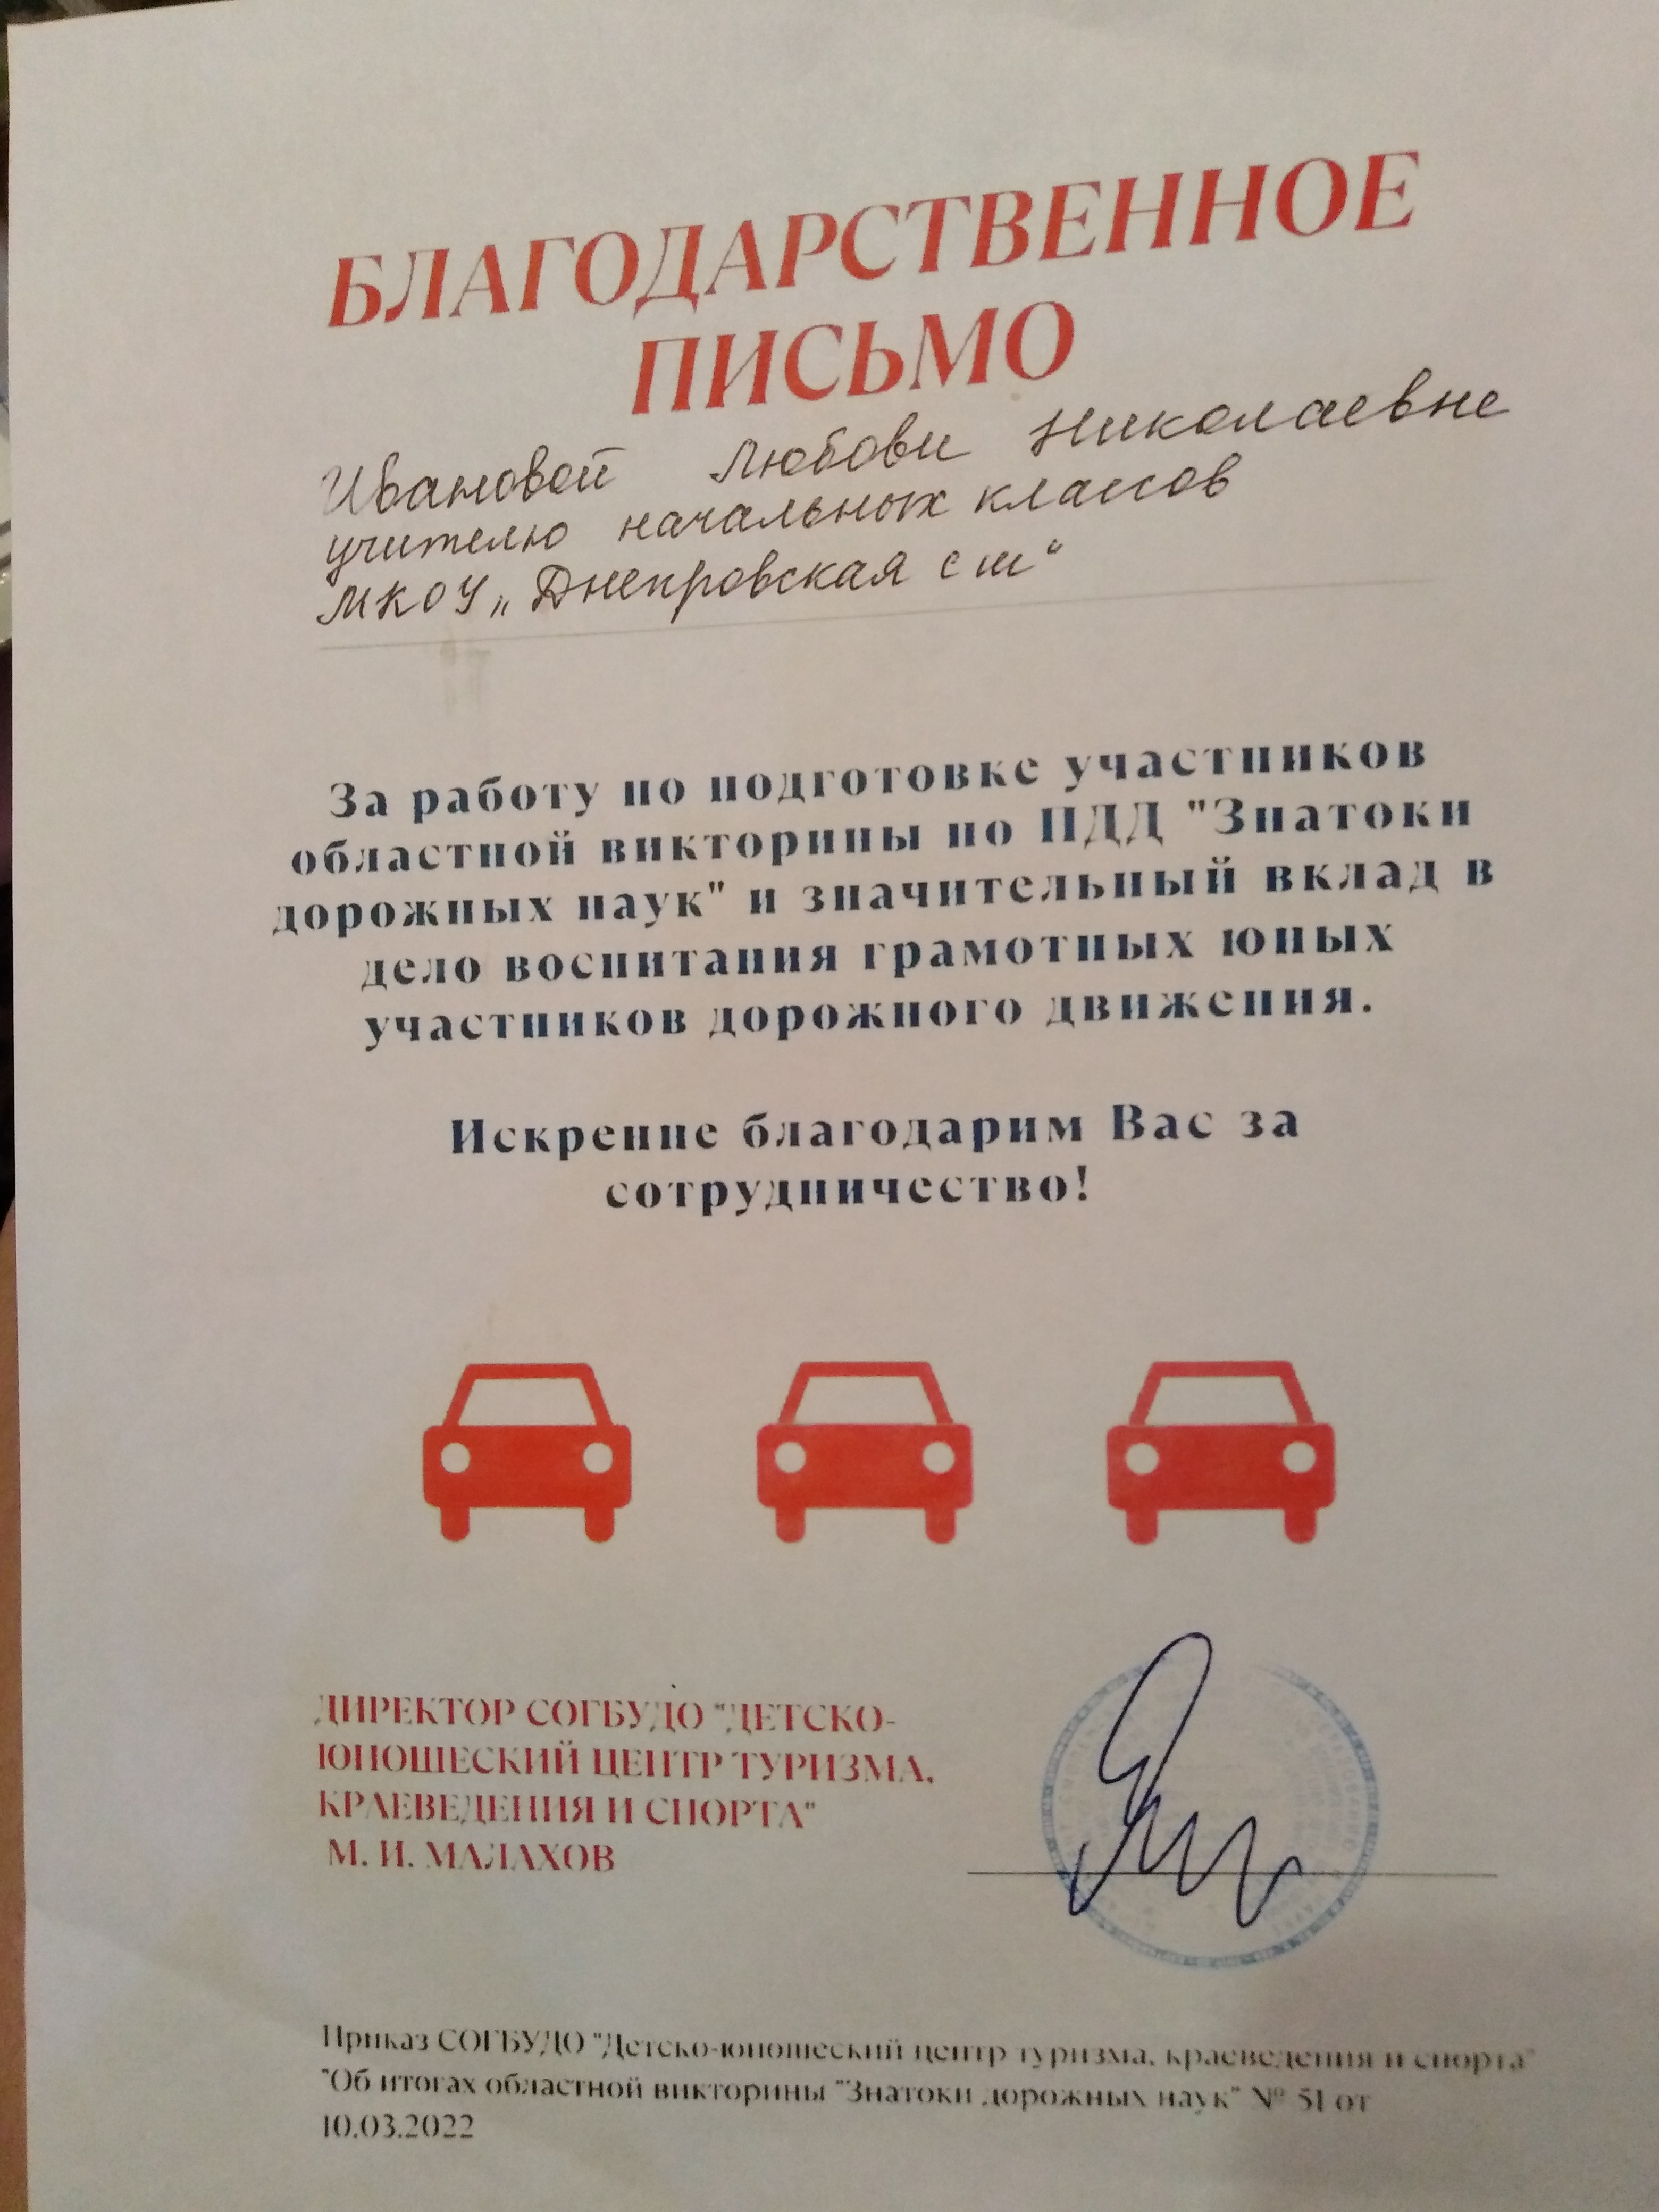 БЛАГОДАРСТВЕННОЕ
ПИСЬМО
Ивановой Любови Николаевне
учителю начальных классов
МКОУ „Днепровская сш“
За работу по подготовке участников
областной викторины по ПДД "Знатоки
дорожных наук" и значительный вклад в
дело воспитания грамотных юных
участников дорожного движения.
Искренне благодарим Вас за
сотрудничество!
ДИРЕКТОР СОГБУДО "ДЕТСКО-
ЮНОШЕСКИЙ ЦЕНТР ТУРИЗМА,
КРАЕВЕДЕНИЯ И СПОРТА"
М. И. МАЛАХОВ
Приказ СОГБУДО "Детско-юношеский центр туризма, краеведения и спорта"
"Об итогах областной викторины "Знатоки дорожных наук" № 51 от
10.03.2022